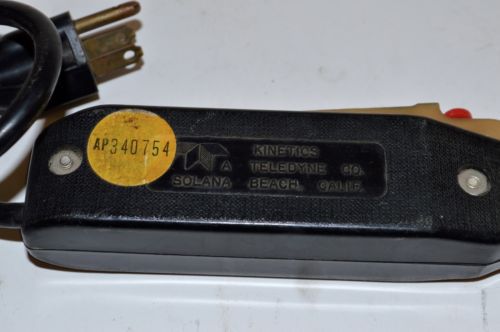 AP340754
KINETICS
A TELEDYNE CO.
SOLANA BEACH, CALIF.